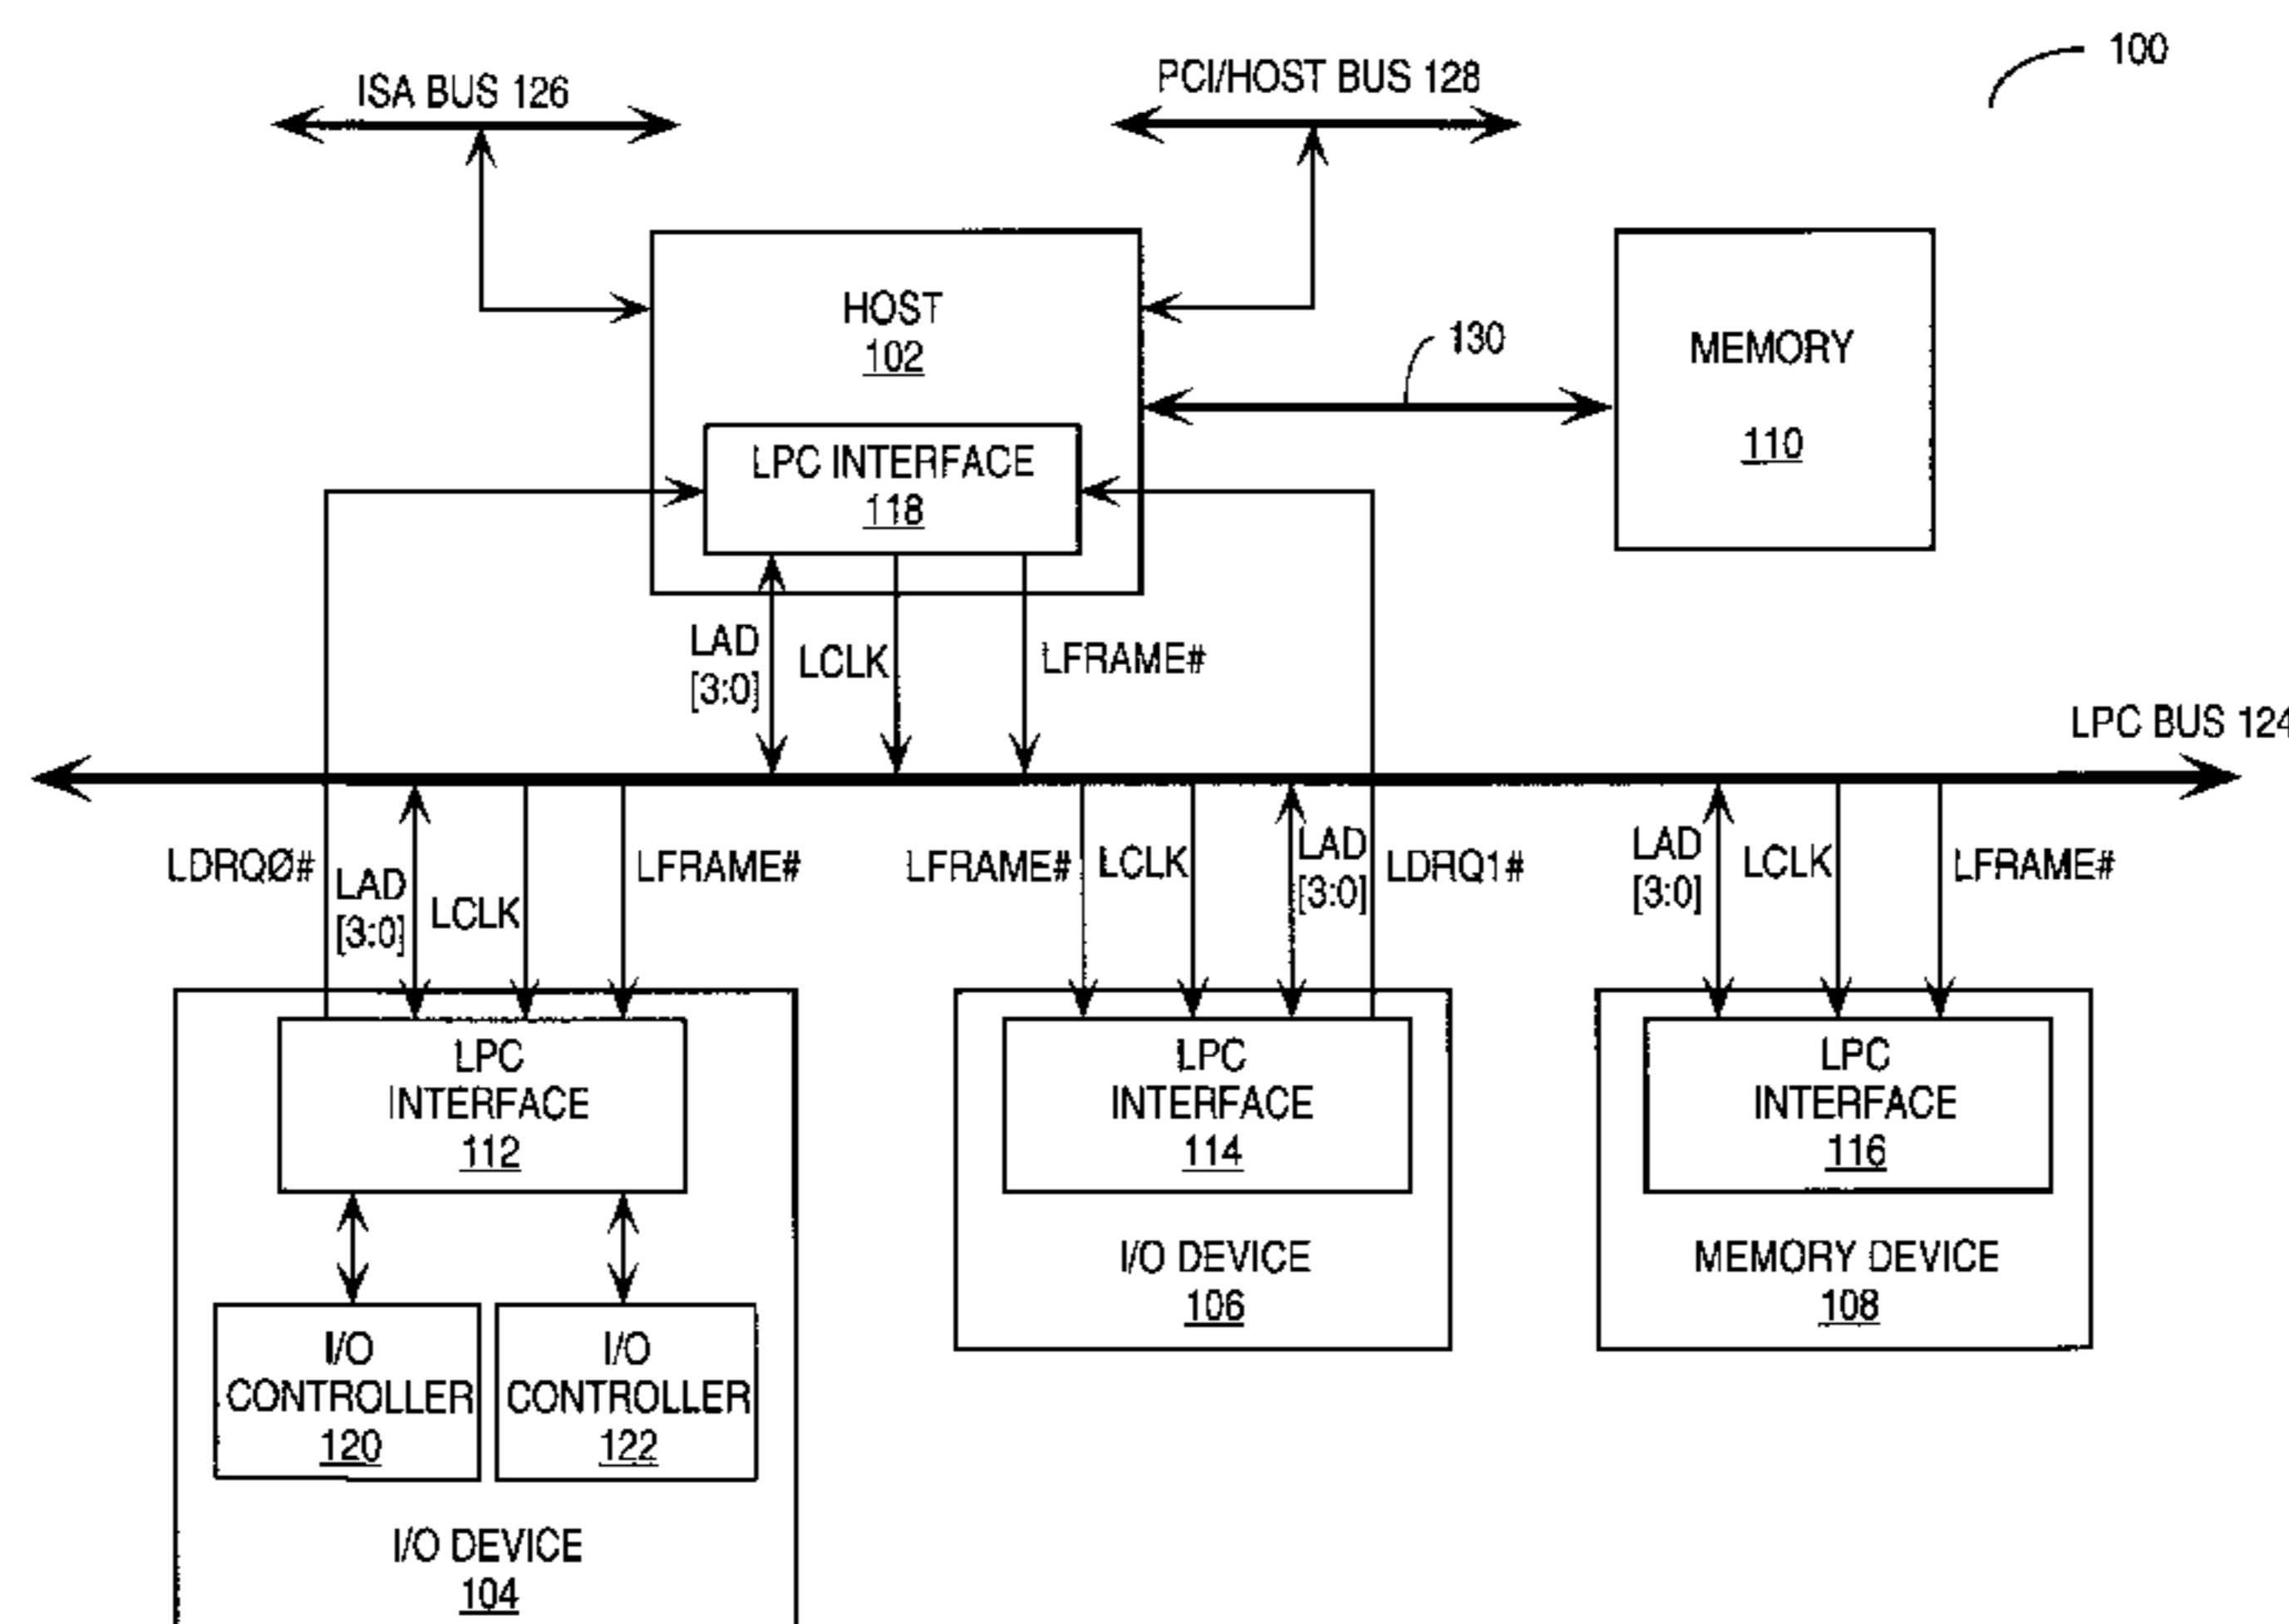 100
ISA BUS 126
PCI/HOST BUS 128
HOST
102
130
MEMORY
110
LPC INTERFACE
118
LAD
[3:0]
LCLK
LFRAME#
LPC BUS 124
LDRQØ#
LAD
[3:0]
LCLK
LFRAME#
LFRAME#
LCLK
LAD
[3:0]
LDRQ1#
LAD
[3:0]
LCLK
LFRAME#
LPC
INTERFACE
112
LPC
INTERFACE
114
LPC
INTERFACE
116
I/O DEVICE
106
MEMORY DEVICE
108
I/O
CONTROLLER
120
I/O
CONTROLLER
122
I/O DEVICE
104